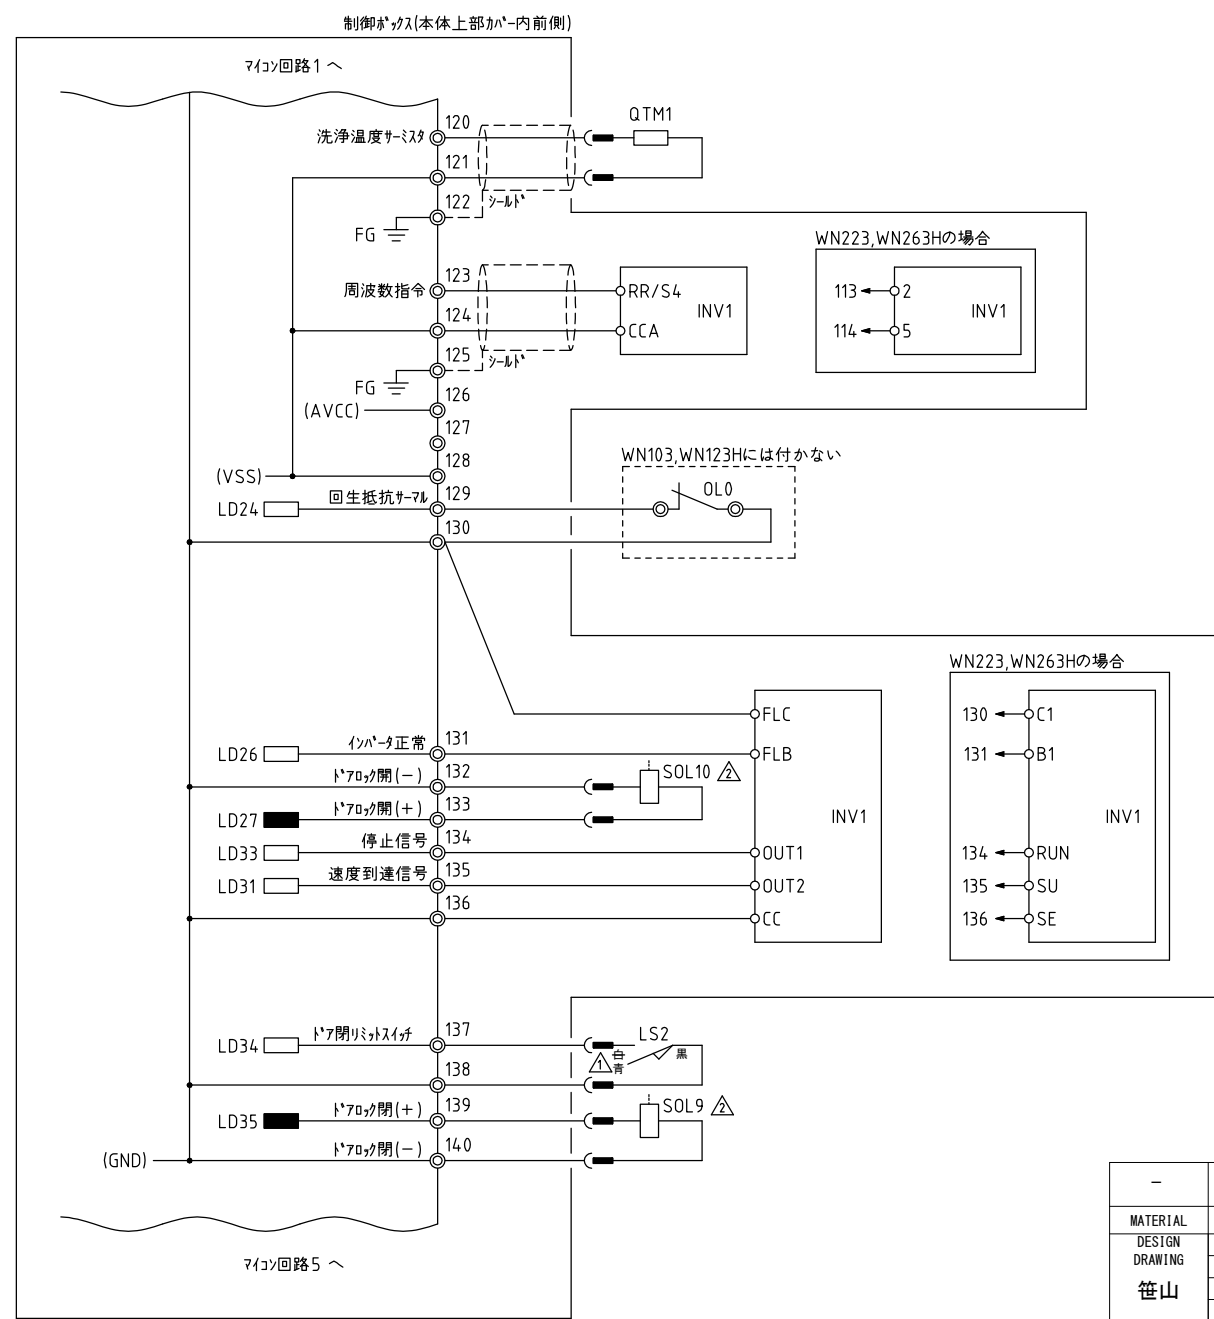 制御ﾎﾞｯｸｽ(本体上部ｶﾊﾞｰ内前側)
ﾏｲｺﾝ回路1 へ
洗浄温度ｻｰﾐｽﾀ
120
QTM1
121
122
ｼｰﾙﾄﾞ
FG
WN223,WN263Hの場合
周波数指令
123
RR/S4
INV1
113
2
INV1
124
CCA
114
5
125
ｼｰﾙﾄﾞ
FG
(AVCC)
126
127
(VSS)
128
WN103,WN123Hには付かない
LD24
回生抵抗ｻｰﾏﾙ
129
OL0
130
WN223,WN263Hの場合
FLC
130
C1
LD26
ｲﾝﾊﾞｰﾀ正常
131
FLB
131
B1
ﾄﾞｱﾛｯｸ開(－)
132
SOL10
2
LD27
ﾄﾞｱﾛｯｸ開(＋)
133
INV1
INV1
LD33
停止信号
134
OUT1
134
RUN
LD31
速度到達信号
135
OUT2
135
SU
136
CC
136
SE
LD34
ﾄﾞｱ閉ﾘﾐｯﾄｽｲｯﾁ
137
LS2
1
白
青
黒
138
LD35
ﾄﾞｱﾛｯｸ閉(＋)
139
SOL9
2
(GND)
ﾄﾞｱﾛｯｸ閉(－)
140
ﾏｲｺﾝ回路5 へ
－
MATERIAL
DESIGN
DRAWING
笹山